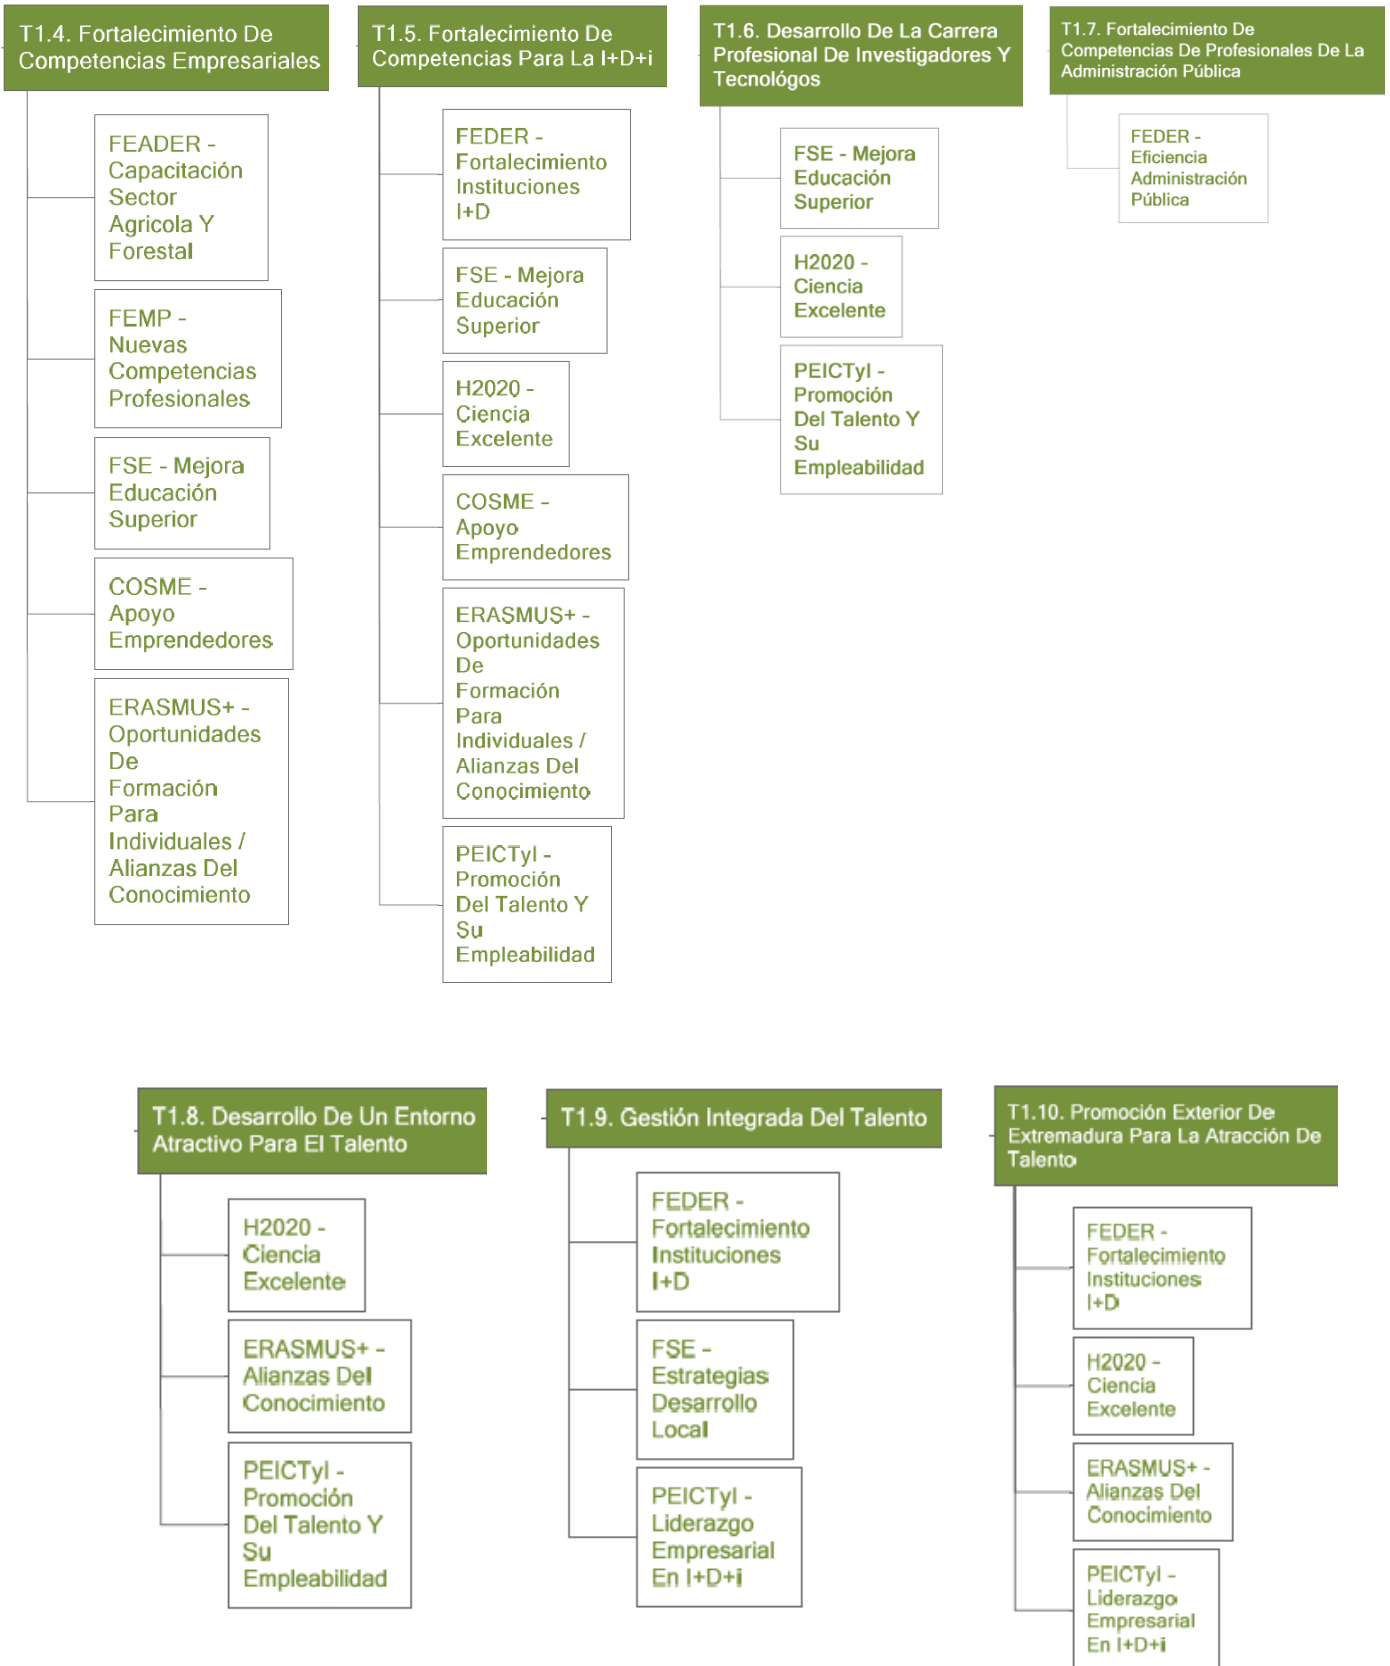 T1.4. Fortalecimiento De
Competencias Empresariales
FEADER -
Capacitación
Sector
Agricola Y
Forestal
FEMP -
Nuevas
Competencias
Profesionales
FSE - Mejora
Educación
Superior
COSME -
Apoyo
Emprendedores
ERASMUS+ -
Oportunidades
De
Formación
Para
Individuales /
Alianzas Del
Conocimiento
T1.5. Fortalecimiento De
Competencias Para La I+D+i
FEDER -
Fortalecimiento
Instituciones
I+D
FSE - Mejora
Educación
Superior
H2020 -
Ciencia
Excelente
COSME -
Apoyo
Emprendedores
ERASMUS+ -
Oportunidades
De
Formación
Para
Individuales /
Alianzas Del
Conocimiento
PEICTyI -
Promoción
Del Talento Y
Su
Empleabilidad
T1.6. Desarrollo De La Carrera
Profesional De Investigadores Y
Tecnológos
FSE - Mejora
Educación
Superior
H2020 -
Ciencia
Excelente
PEICTyI -
Promoción
Del Talento Y
Su
Empleabilidad
T1.7. Fortalecimiento De
Competencias De Profesionales De La
Administración Pública
FEDER -
Eficiencia
Administración
Pública
T1.8. Desarrollo De Un Entorno
Atractivo Para El Talento
H2020 -
Ciencia
Excelente
ERASMUS+ -
Alianzas Del
Conocimiento
PEICTyI -
Promoción
Del Talento Y
Su
Empleabilidad
T1.9. Gestión Integrada Del Talento
FEDER -
Fortalecimiento
Instituciones
I+D
FSE -
Estrategias
Desarrollo
Local
PEICTyI -
Liderazgo
Empresarial
En I+D+i
T1.10. Promoción Exterior De
Extremadura Para La Atracción De
Talento
FEDER -
Fortalecimiento
Instituciones
I+D
H2020 -
Ciencia
Excelente
ERASMUS+ -
Alianzas Del
Conocimiento
PEICTyI -
Liderazgo
Empresarial
En I+D+i